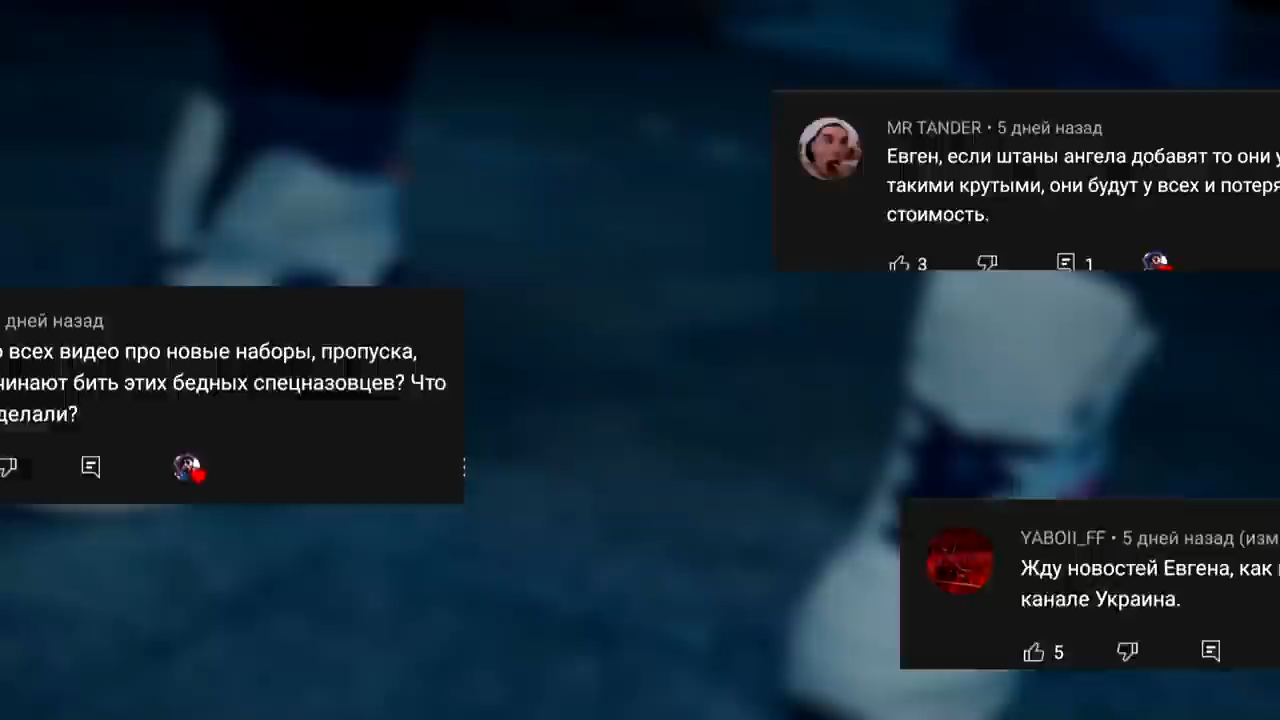 MR TANDER • 5 дней назад
Евген, если штаны ангела добавят то они
такими крутыми, они будут у всех и
стоимость.
3 1
дней назад
всех видео про новые наборы, пропуска,
бить этих бедных спецназовцев? Что
делали?
YABOII_FF • 5 дней назад (изм
Жду новостей Евгена, как
канале Украина.
5